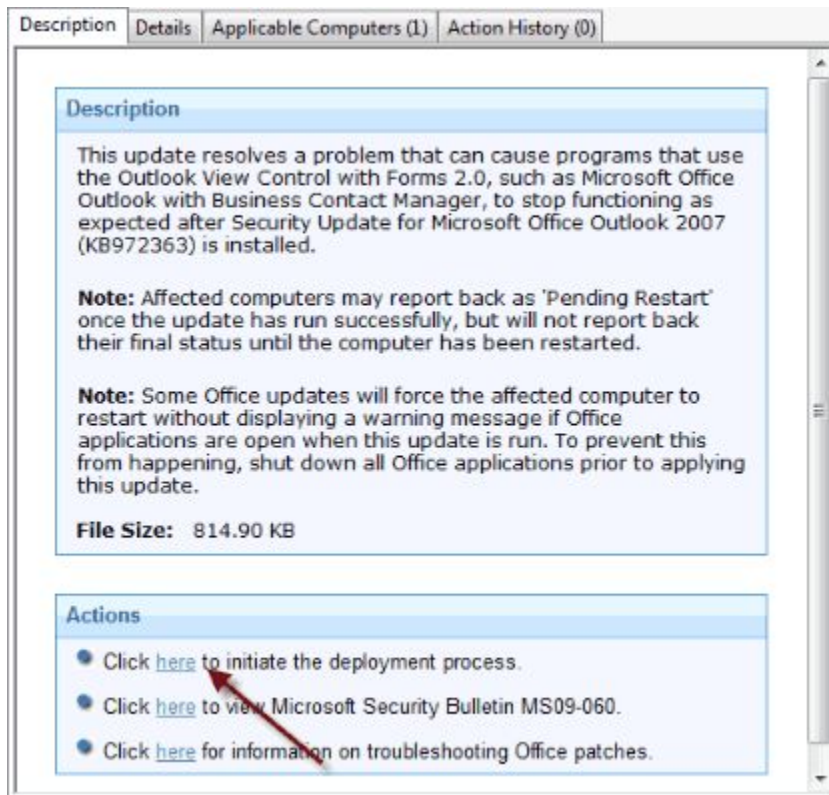 Description Details Applicable Computers (1) Action History (0)
Description
This update resolves a problem that can cause programs that use
the Outlook View Control with Forms 2.0, such as Microsoft Office
Outlook with Business Contact Manager, to stop functioning as
expected after Security Update for Microsoft Office Outlook 2007
(KB972363) is installed.
Note: Affected computers may report back as 'Pending Restart'
once the update has run successfully, but will not report back
their final status until the computer has been restarted.
Note: Some Office updates will force the affected computer to
restart without displaying a warning message if Office
applications are open when this update is run. To prevent this
from happening, shut down all Office applications prior to applying
this update.
File Size: 814.90 KB
Actions
Click here to initiate the deployment process.
Click here to view Microsoft Security Bulletin MS09-060.
Click here for information on troubleshooting Office patches.